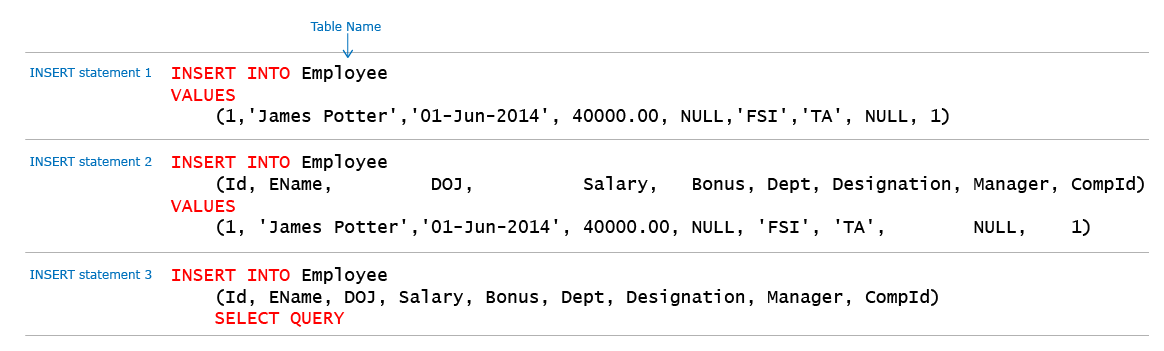 Table Name
INSERT statement 1 INSERT INTO Employee
VALUES
(1,'James Potter','01-Jun-2014', 40000.00, NULL,'FSI','TA', NULL, 1)
INSERT statement 2 INSERT INTO Employee
(Id, EName, DOJ, Salary, Bonus, Dept, Designation, Manager, CompId)
VALUES
(1, 'James Potter','01-Jun-2014', 40000.00, NULL, 'FSI', 'TA', NULL, 1)
INSERT statement 3 INSERT INTO Employee
(Id, EName, DOJ, Salary, Bonus, Dept, Designation, Manager, CompId)
SELECT QUERY